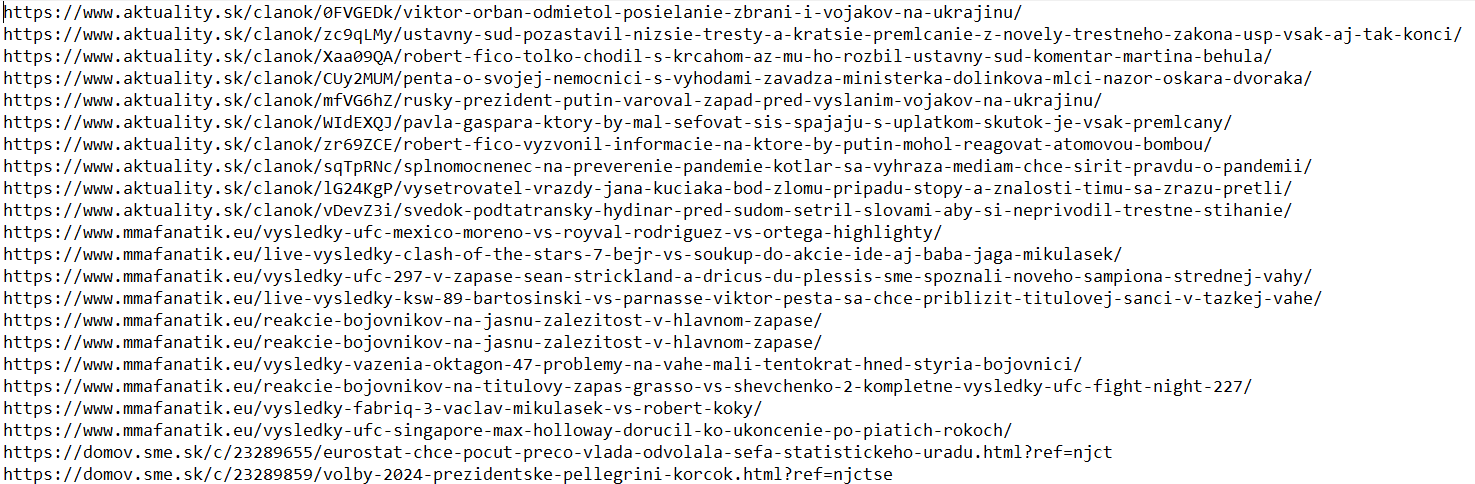 https://www.aktuality.sk/clanok/0FVGEDk/viktor-orban-odmietol-posielanie-zbrani-i-vojakov-na-ukrajinu/
https://www.aktuality.sk/clanok/zc9qLMy/ustavny-sud-pozastavil-nizsie-tresty-a-kratsie-premlcanie-z-novely-trestneho-zakona-usp-vsak-aj-tak-konci/
https://www.aktuality.sk/clanok/Xaa09QA/robert-fico-tolko-chodil-s-krcahom-az-mu-ho-rozbil-ustavny-sud-komentar-martina-behula/
https://www.aktuality.sk/clanok/CUy2MUM/penta-o-svojej-nemocnici-s-vyhodami-zavadza-ministerka-dolinkova-mlci-nazor-oskara-dvoraka/
https://www.aktuality.sk/clanok/mfVG6hZ/rusky-prezident-putin-varoval-zapad-pred-vyslanim-vojakov-na-ukrajinu/
https://www.aktuality.sk/clanok/WIdEXQJ/pavla-gaspara-ktory-by-mal-sefovat-sis-spajaju-s-uplatkom-skutok-je-vsak-premlcany/
https://www.aktuality.sk/clanok/zr69ZCE/robert-fico-vyzvonil-informacie-na-ktore-by-putin-mohol-reagovat-atomovou-bombou/
https://www.aktuality.sk/clanok/sqTpRNc/splnomocnenec-na-preverenie-pandemie-kotlar-sa-vyhraza-mediam-chce-sirit-pravdu-o-pandemii/
https://www.aktuality.sk/clanok/lG24KgP/vysetrovatel-vrazdy-jana-kuciaka-bod-zlomu-pripadu-stopy-a-znalosti-timu-sa-zrazu-pretli/
https://www.aktuality.sk/clanok/vDevZ3i/svedok-podtatransky-hydinar-pred-sudom-setril-slovami-aby-si-neprivodil-trestne-stihanie/
https://www.mmafanatik.eu/vysledky-ufc-mexico-moreno-vs-royval-rodriguez-vs-ortega-highlighty/
https://www.mmafanatik.eu/live-vysledky-clash-of-the-stars-7-bejr-vs-soukup-do-akcie-ide-aj-baba-jaga-mikulasek/
https://www.mmafanatik.eu/vysledky-ufc-297-v-zapase-sean-strickland-a-dricus-du-plessis-sme-spoznali-noveho-sampiona-strednej-vahy/
https://www.mmafanatik.eu/live-vysledky-ksw-89-bartosinski-vs-parnasse-viktor-pesta-sa-chce-priblizit-titulovej-sanci-v-tazkej-vahe/
https://www.mmafanatik.eu/reakcie-bojovnikov-na-jasnu-zalezitost-v-hlavnom-zapase/
https://www.mmafanatik.eu/reakcie-bojovnikov-na-jasnu-zalezitost-v-hlavnom-zapase/
https://www.mmafanatik.eu/vysledky-vazenia-oktagon-47-problemy-na-vahe-mali-tentokrat-hned-styria-bojovnici/
https://www.mmafanatik.eu/reakcie-bojovnikov-na-titulovy-zapas-grasso-vs-shevchenko-2-kompletne-vysledky-ufc-fight-night-227/
https://www.mmafanatik.eu/vysledky-fabriq-3-vaclav-mikulasek-vs-robert-koky/
https://www.mmafanatik.eu/vysledky-ufc-singapore-max-holloway-dorucil-ko-ukoncenie-po-piatich-rokoch/
https://domov.sme.sk/c/23289655/eurostat-chce-pocut-preco-vlada-odvolala-sefa-statistickeho-uradu.html?ref=njct
https://domov.sme.sk/c/23289859/volby-2024-prezidentske-pellegrini-korcok.html?ref=njctse